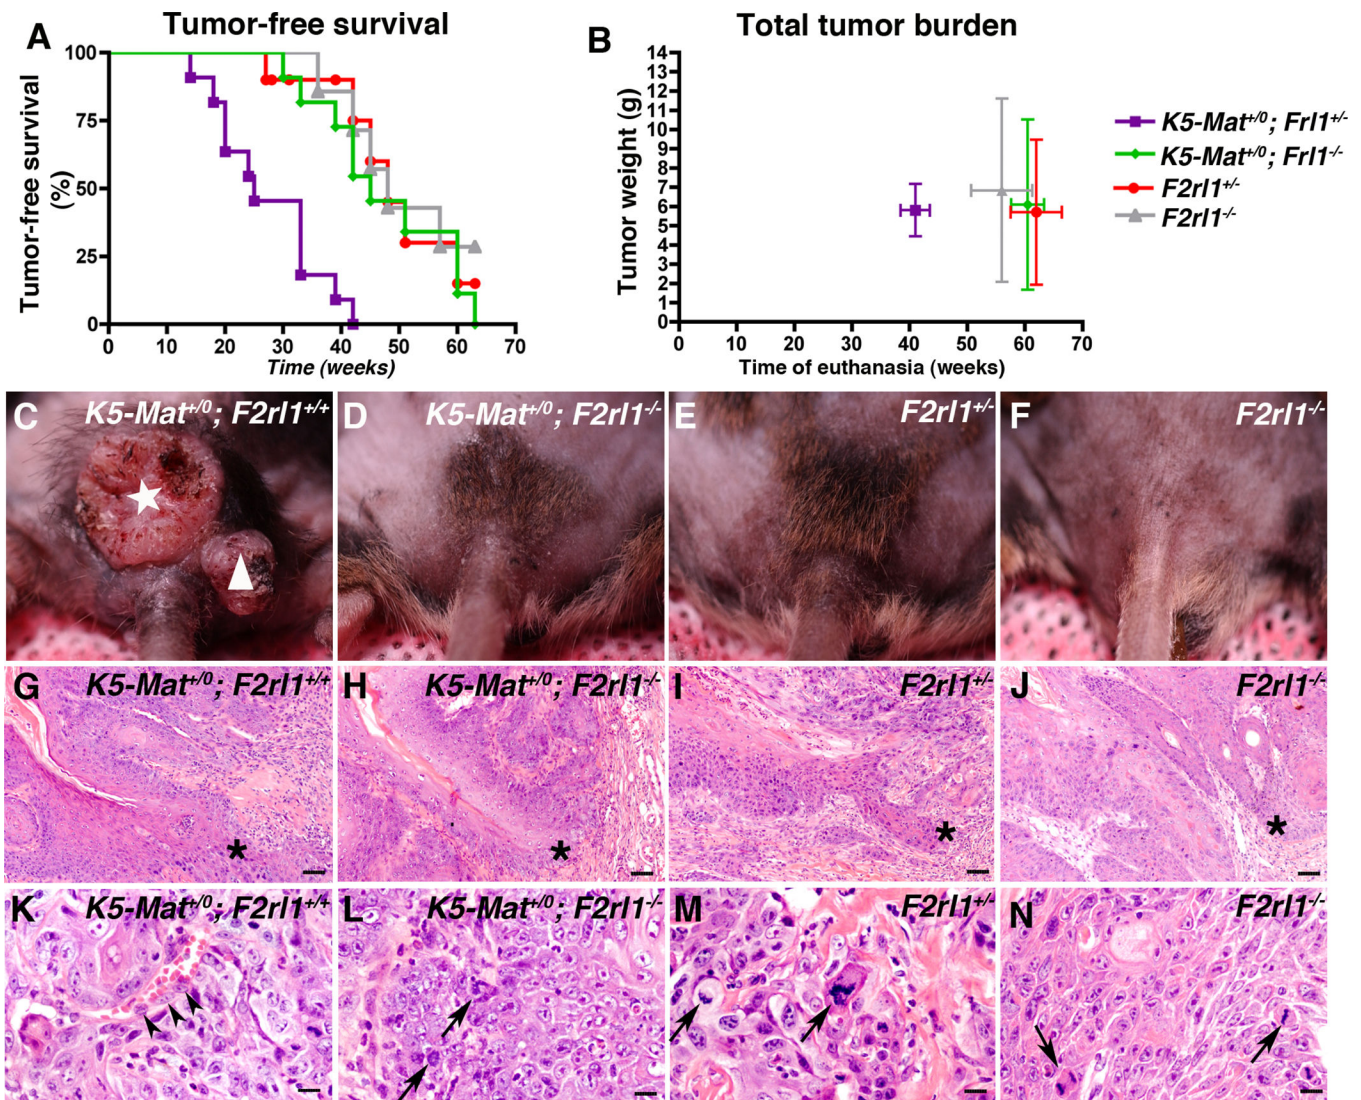 A
Tumor-free survival
Tumor-free survival
(%)
100
75
50
25
0
0 10 20 30 40 50 60 70
Time (weeks)
B
Total tumor burden
Tumor weight (g)
14
13
12
11
10
9
8
7
6
5
4
3
2
1
0
0 10 20 30 40 50 60 70
Time of euthanasia (weeks)
K5-Mat+/0; Frl1+/-
K5-Mat+/0; Frl1-/-
F2rl1+/-
F2rl1-/-
C K5-Mat+/0; F2rl1+/+
D K5-Mat+/0; F2rl1-/-
E F2rl1+/-
F F2rl1-/-
G K5-Mat+/0; F2rl1+/+
H K5-Mat+/0; F2rl1-/-
I F2rl1+/-
J F2rl1-/-
*
*
*
*
K K5-Mat+/0; F2rl1+/+
L K5-Mat+/0; F2rl1-/-
M F2rl1+/-
N F2rl1-/-